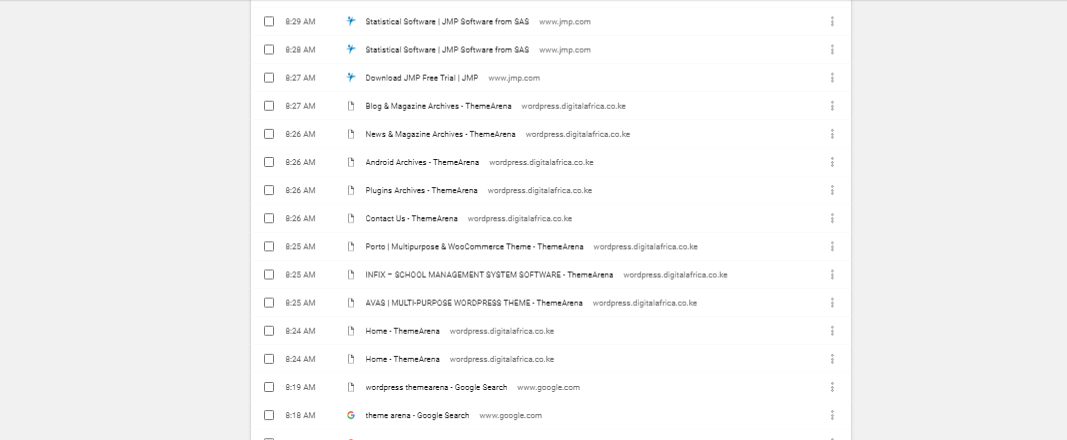 8:29 AM Statistical Software | JMP Software from SAS www.jmp.com
8:28 AM Statistical Software | JMP Software from SAS www.jmp.com
8:27 AM Download JMP Free Trial | JMP www.jmp.com
8:27 AM Blog & Magazine Archives - ThemeArena wordpress.digitalafrica.co.ke
8:26 AM News & Magazine Archives - ThemeArena wordpress.digitalafrica.co.ke
8:26 AM Android Archives - ThemeArena wordpress.digitalafrica.co.ke
8:26 AM Plugins Archives - ThemeArena wordpress.digitalafrica.co.ke
8:26 AM Contact Us - ThemeArena wordpress.digitalafrica.co.ke
8:25 AM Porto | Multipurpose & WooCommerce Theme - ThemeArena wordpress.digitalafrica.co.ke
8:25 AM INFIX – SCHOOL MANAGEMENT SYSTEM SOFTWARE - ThemeArena wordpress.digitalafrica.co.ke
8:25 AM AVAS | MULTI-PURPOSE WORDPRESS THEME - ThemeArena wordpress.digitalafrica.co.ke
8:24 AM Home - ThemeArena wordpress.digitalafrica.co.ke
8:24 AM Home - ThemeArena wordpress.digitalafrica.co.ke
8:19 AM wordpress themearena - Google Search www.google.com
8:18 AM theme arena - Google Search www.google.com